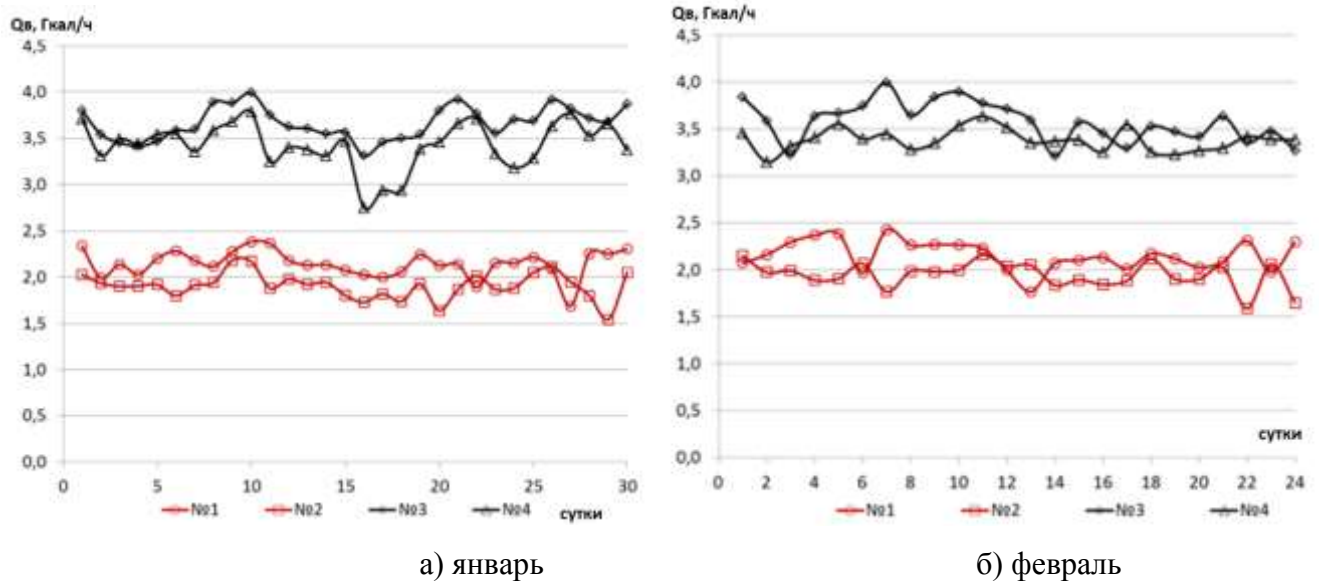 Qв, Гкал/ч
4,5
4,0
3,5
3,0
2,5
2,0
1,5
1,0
0,5
0,0
0 5 10 15 20 25 30
№1 №2 №3 №4 сутки
а) январь
Qв, Гкал/ч
4,5
4,0
3,5
3,0
2,5
2,0
1,5
1,0
0,5
0,0
сутки
0 2 4 6 8 10 12 14 16 18 20 22 24
№1 №2 №3 №4
б) февраль